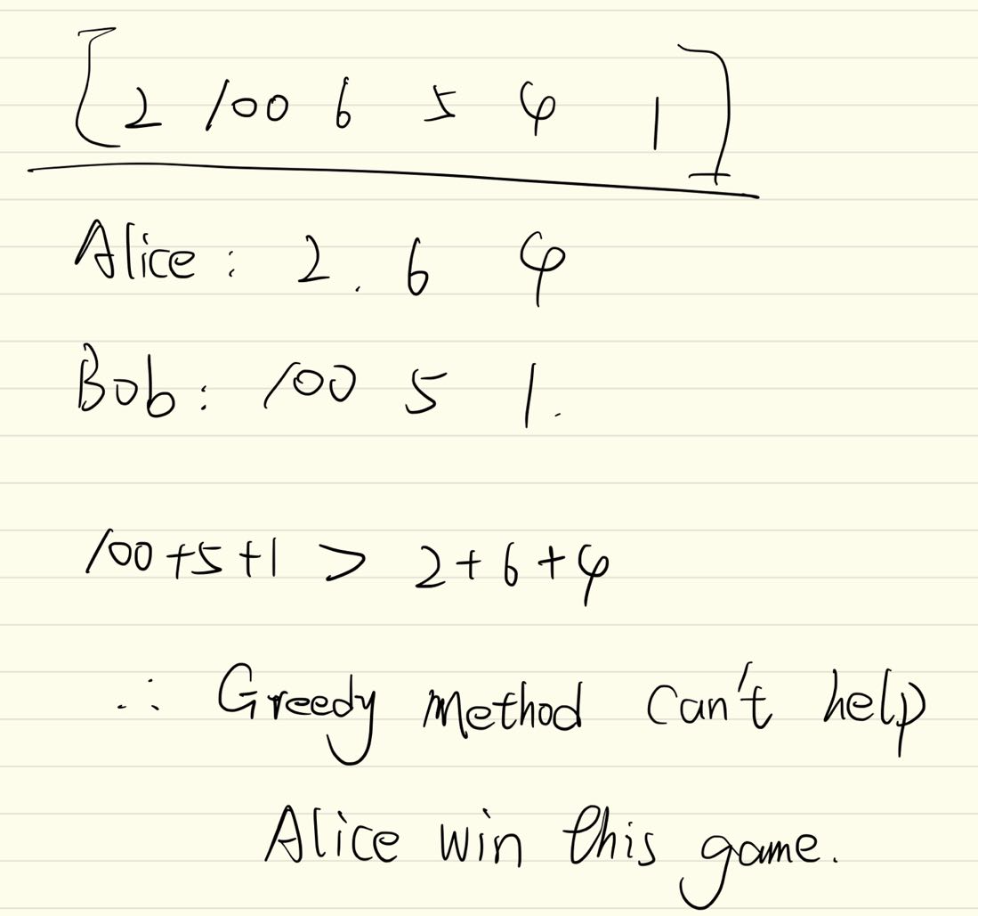 [2 100 6 5 4 1]
Alice: 2. 6 4
Bob: 100 5 1.
100+5+1 > 2+6+4
∴ Greedy method can't help
Alice win this game.